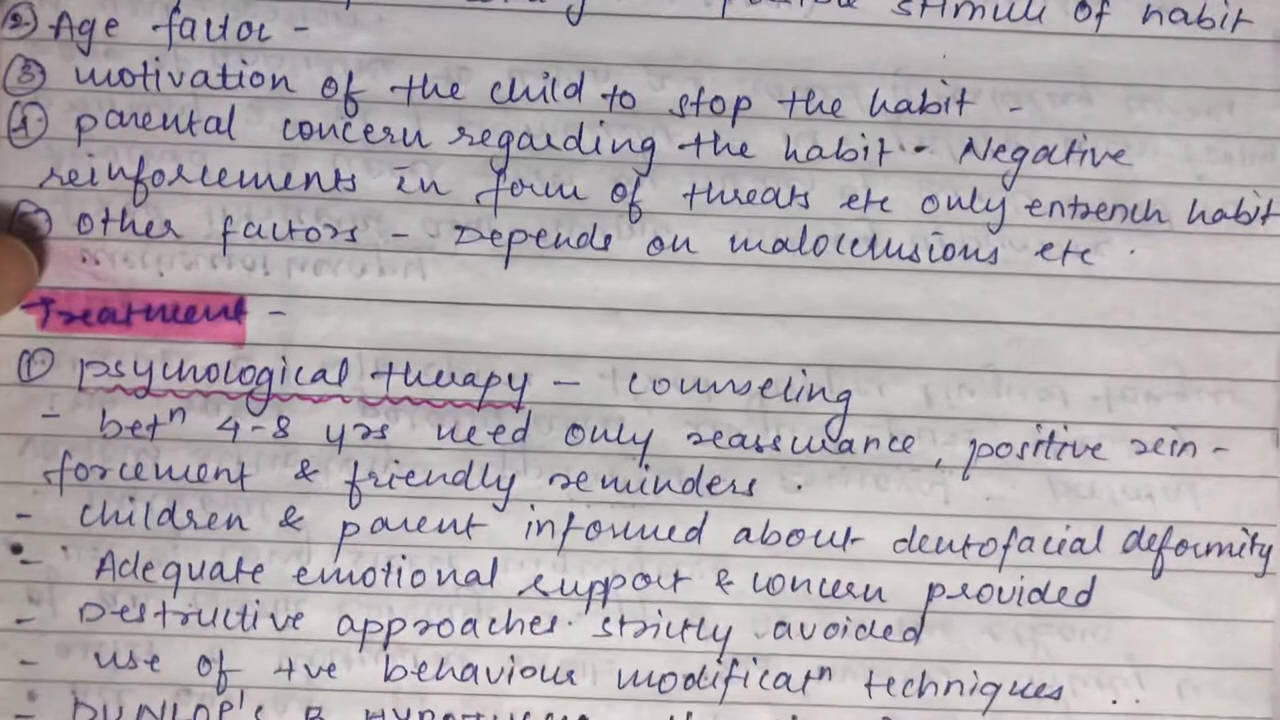 stimuli of habit
② Age factor -
③ motivation of the child to stop the habit -
④ parental concern regarding the habit - Negative
reinforcements in form of threats etc only entrench habit
⑤ other factors - Depends on malocclusions etc.
Treatment -
① psychological therapy - counseling
- betⁿ 4-8 yrs need only reassurance, positive rein-
forcement & friendly reminders.
- children & parent informed about dentofacial deformity
- Adequate emotional support & concern provided
- Destructive approaches strictly avoided
- use of +ve behaviour modificatⁿ techniques
- DUNLOP's β Hypothesis